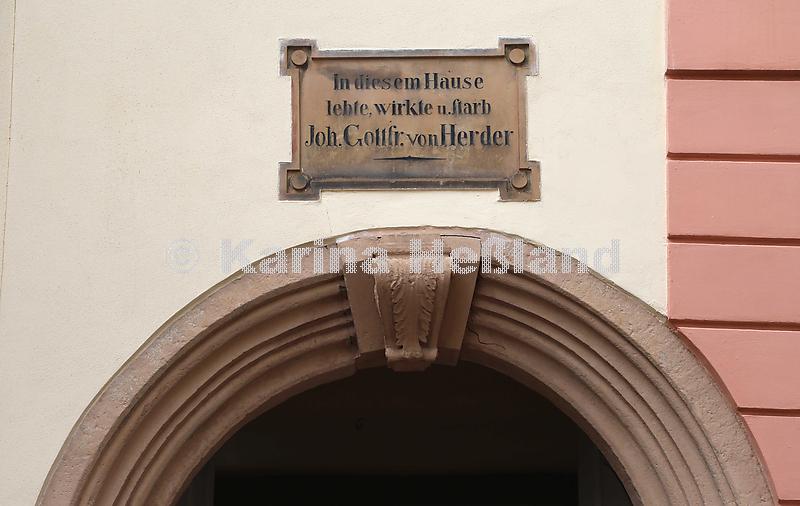 In diesem Hause
lebte, wirkte u. starb
Joh. Gottfr. von Herder
© Karina Heßland